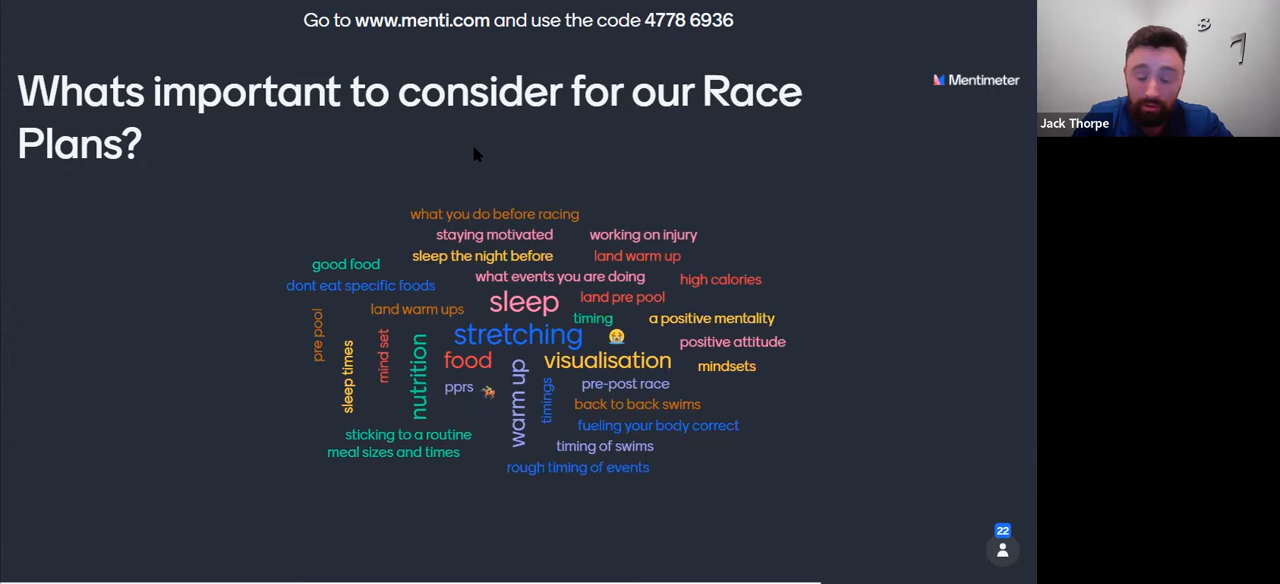 Go to www.menti.com and use the code 4778 6936
Whats important to consider for our Race
Plans?
Mentimeter
Jack Thorpe
what you do before racing
staying motivated
working on injury
sleep the night before
land warm up
good food
what events you are doing
high calories
dont eat specific foods
sleep
land pre pool
land warm ups
timing
a positive mentality
stretching
positive attitude
pre pool
sleep times
mind set
nutrition
food
visualisation
mindsets
pprs
warm up
timings
pre-post race
back to back swims
fueling your body correct
sticking to a routine
timing of swims
meal sizes and times
rough timing of events
22